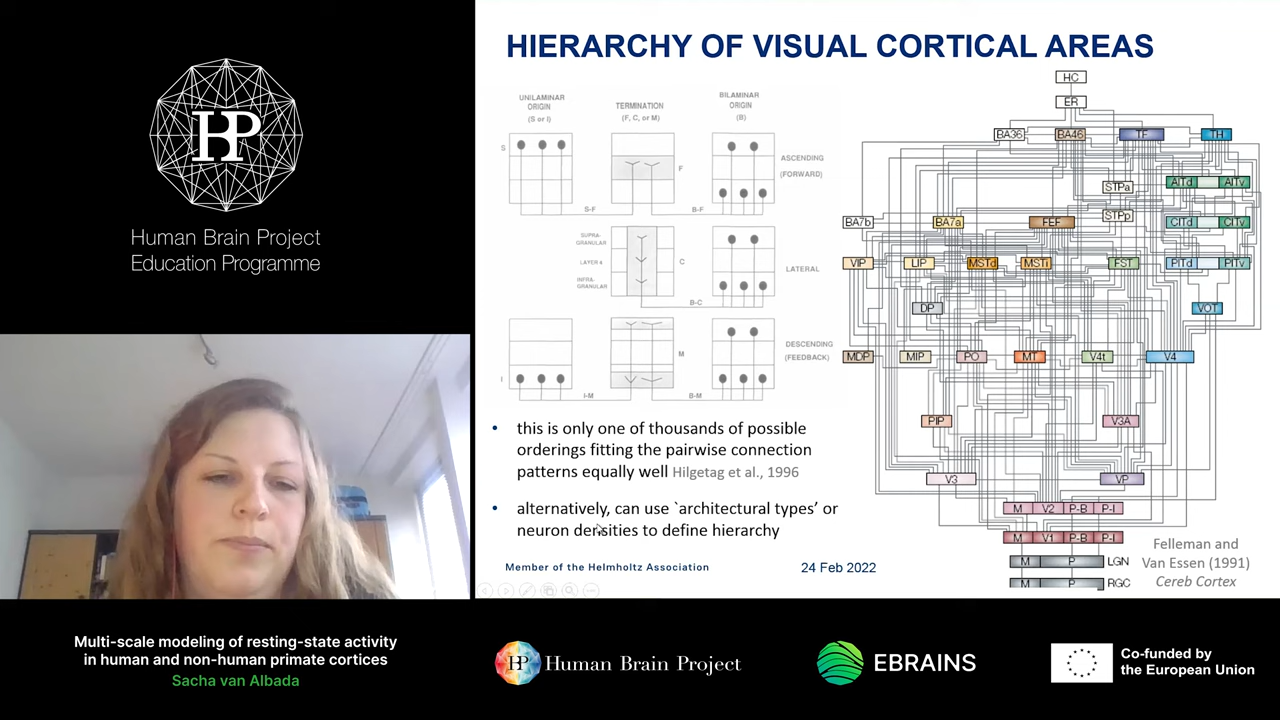 HP
Human Brain Project
Education Programme
HIERARCHY OF VISUAL CORTICAL AREAS
UNILAMINAR
ORIGIN
(S or I)
TERMINATION
(F, C, or M)
BILAMINAR
ORIGIN
(B)
S
F
ASCENDING
(FORWARD)
S-F
B-F
SUPRA-
GRANULAR
LAYER 4
INFRA-
GRANULAR
C
LATERAL
B-C
M
DESCENDING
(FEEDBACK)
I
I-M
B-M
HC
ER
BA36 BA46 TF TH
STPa AITd AITv
STPp
BA7b BA7a FEF CITd CITv
VIP LIP MSTd MSTi FST PITd PITv
DP VOT
MDP MIP PO MT V4t V4
PIP V3A
V3 VP
M V2 P-B P-I
M V1 P-B P-I
M P LGN
M P RGC
• this is only one of thousands of possible
orderings fitting the pairwise connection
patterns equally well Hilgetag et al., 1996
• alternatively, can use `architectural types' or
neuron densities to define hierarchy
Felleman and
Van Essen (1991)
Cereb Cortex
Member of the Helmholtz Association 24 Feb 2022
Multi-scale modeling of resting-state activity
in human and non-human primate cortices
Sacha van Albada
HP Human Brain Project
EBRAINS
Co-funded by
the European Union